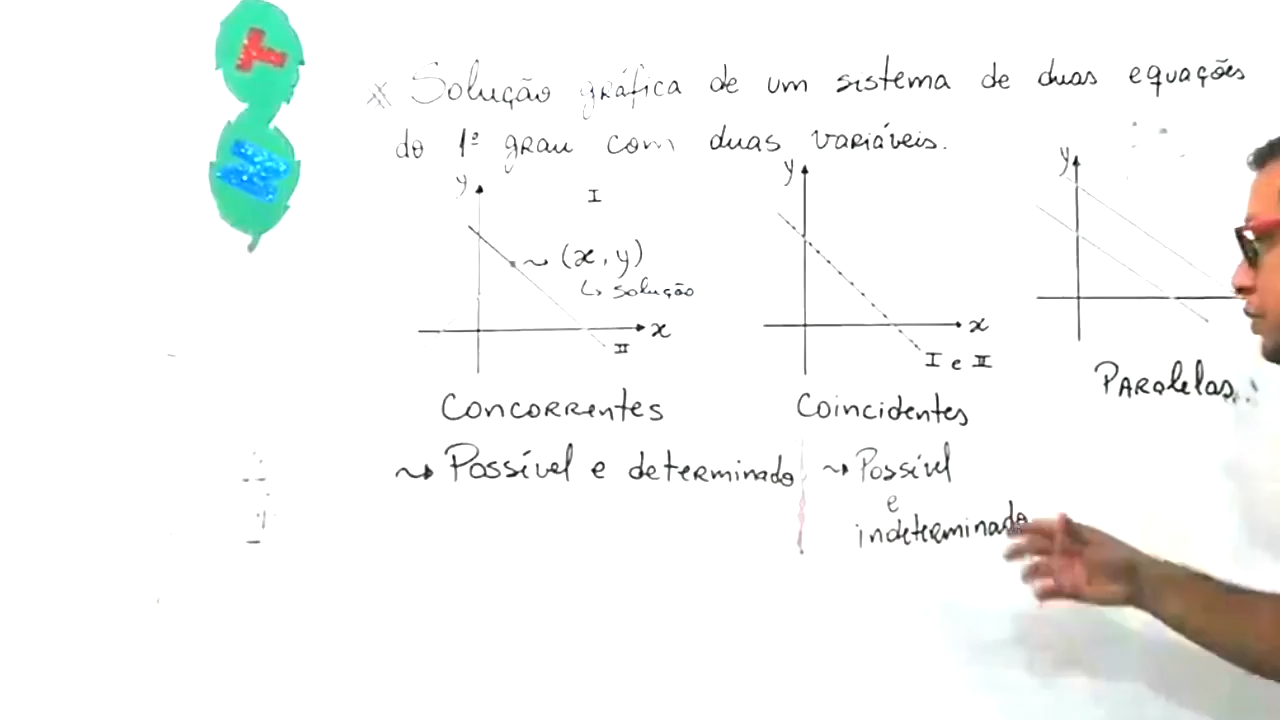 * Solução gráfica de um sistema de duas equações
do 1º grau com duas variáveis.
y
I
(x, y)
↳ solução
x
II
Concorrentes
⇝ Possível e determinado
y
x
I e II
Coincidentes
⇝ Possível
e
indeterminado
y
Paralelas